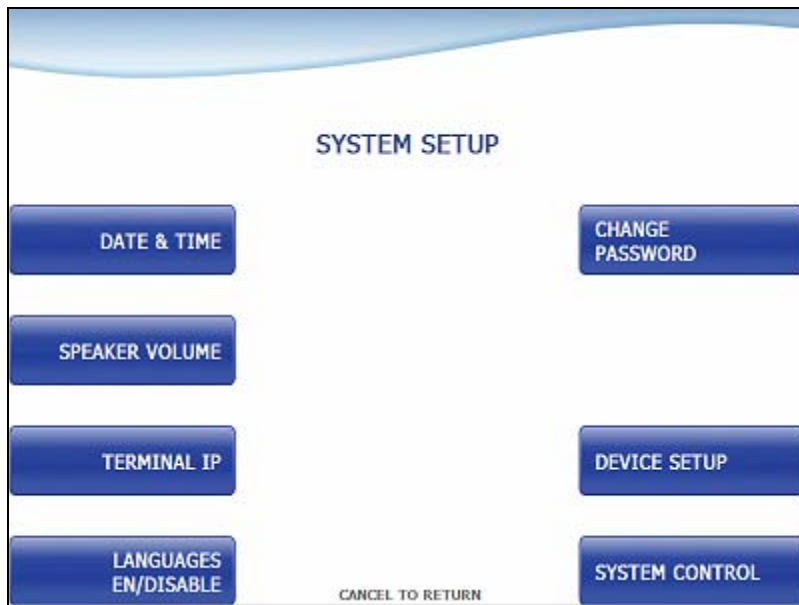 SYSTEM SETUP
DATE & TIME
CHANGE
PASSWORD
SPEAKER VOLUME
TERMINAL IP
DEVICE SETUP
LANGUAGES
EN/DISABLE
SYSTEM CONTROL
CANCEL TO RETURN